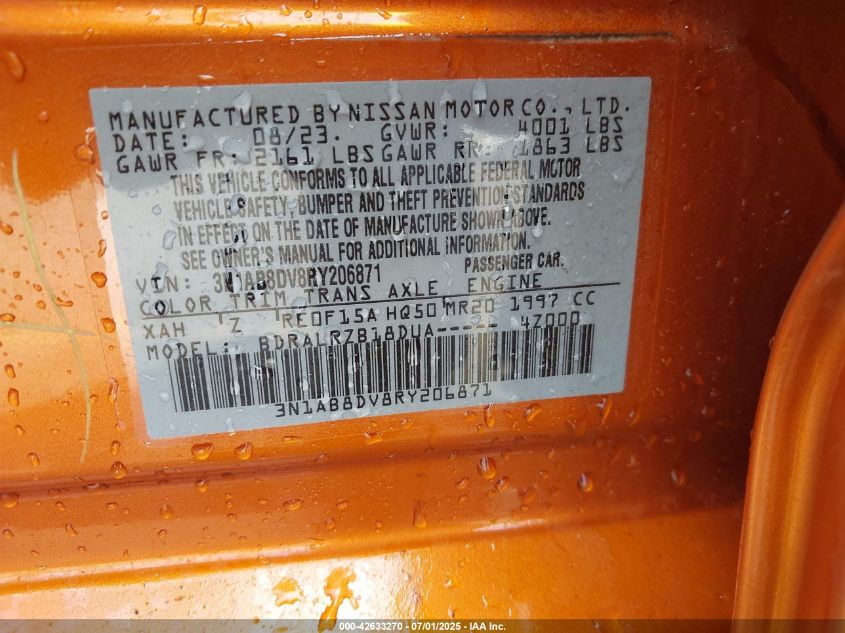 MANUFACTURED BY NISSAN MOTOR CO., LTD.
DATE: 08/23. GVWR: 4001 LBS
GAWR FR: 2161 LBS GAWR RR: 1863 LBS
THIS VEHICLE CONFORMS TO ALL APPLICABLE FEDERAL MOTOR
VEHICLE SAFETY, BUMPER AND THEFT PREVENTION STANDARDS
IN EFFECT ON THE DATE OF MANUFACTURE SHOWN ABOVE.
SEE OWNER'S MANUAL FOR ADDITIONAL INFORMATION.
VIN: 3N1AB8DV8RY206871 PASSENGER CAR.
COLOR TRIM TRANS AXLE ENGINE
XAH Z RE0F15A HQ50 MR20 1997 CC
MODEL: BDRALRZB18DUA----- 4Z000
3N1AB8DV8RY206871
000-42633270 - 07/01/2025 - IAA Inc.